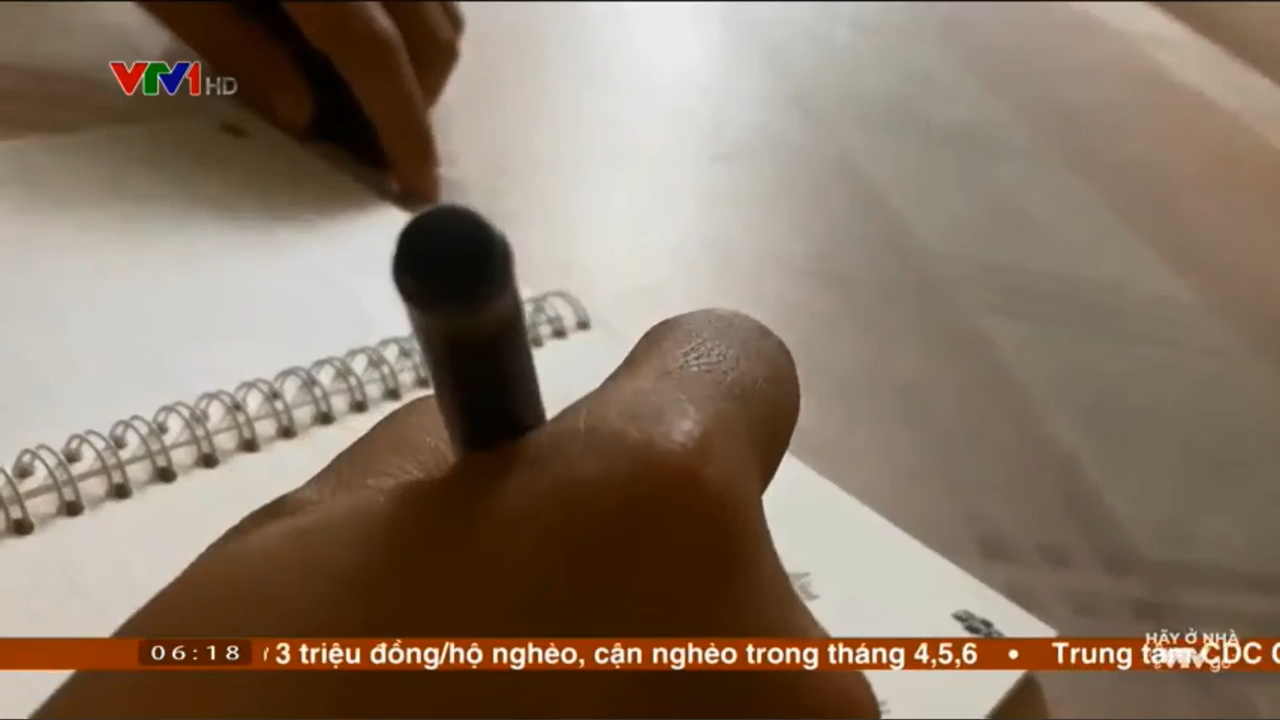 VTV1 HD
06:18 3 triệu đồng/hộ nghèo, cận nghèo trong tháng 4,5,6 • Trung tâm CDC
HÃY Ở NHÀ